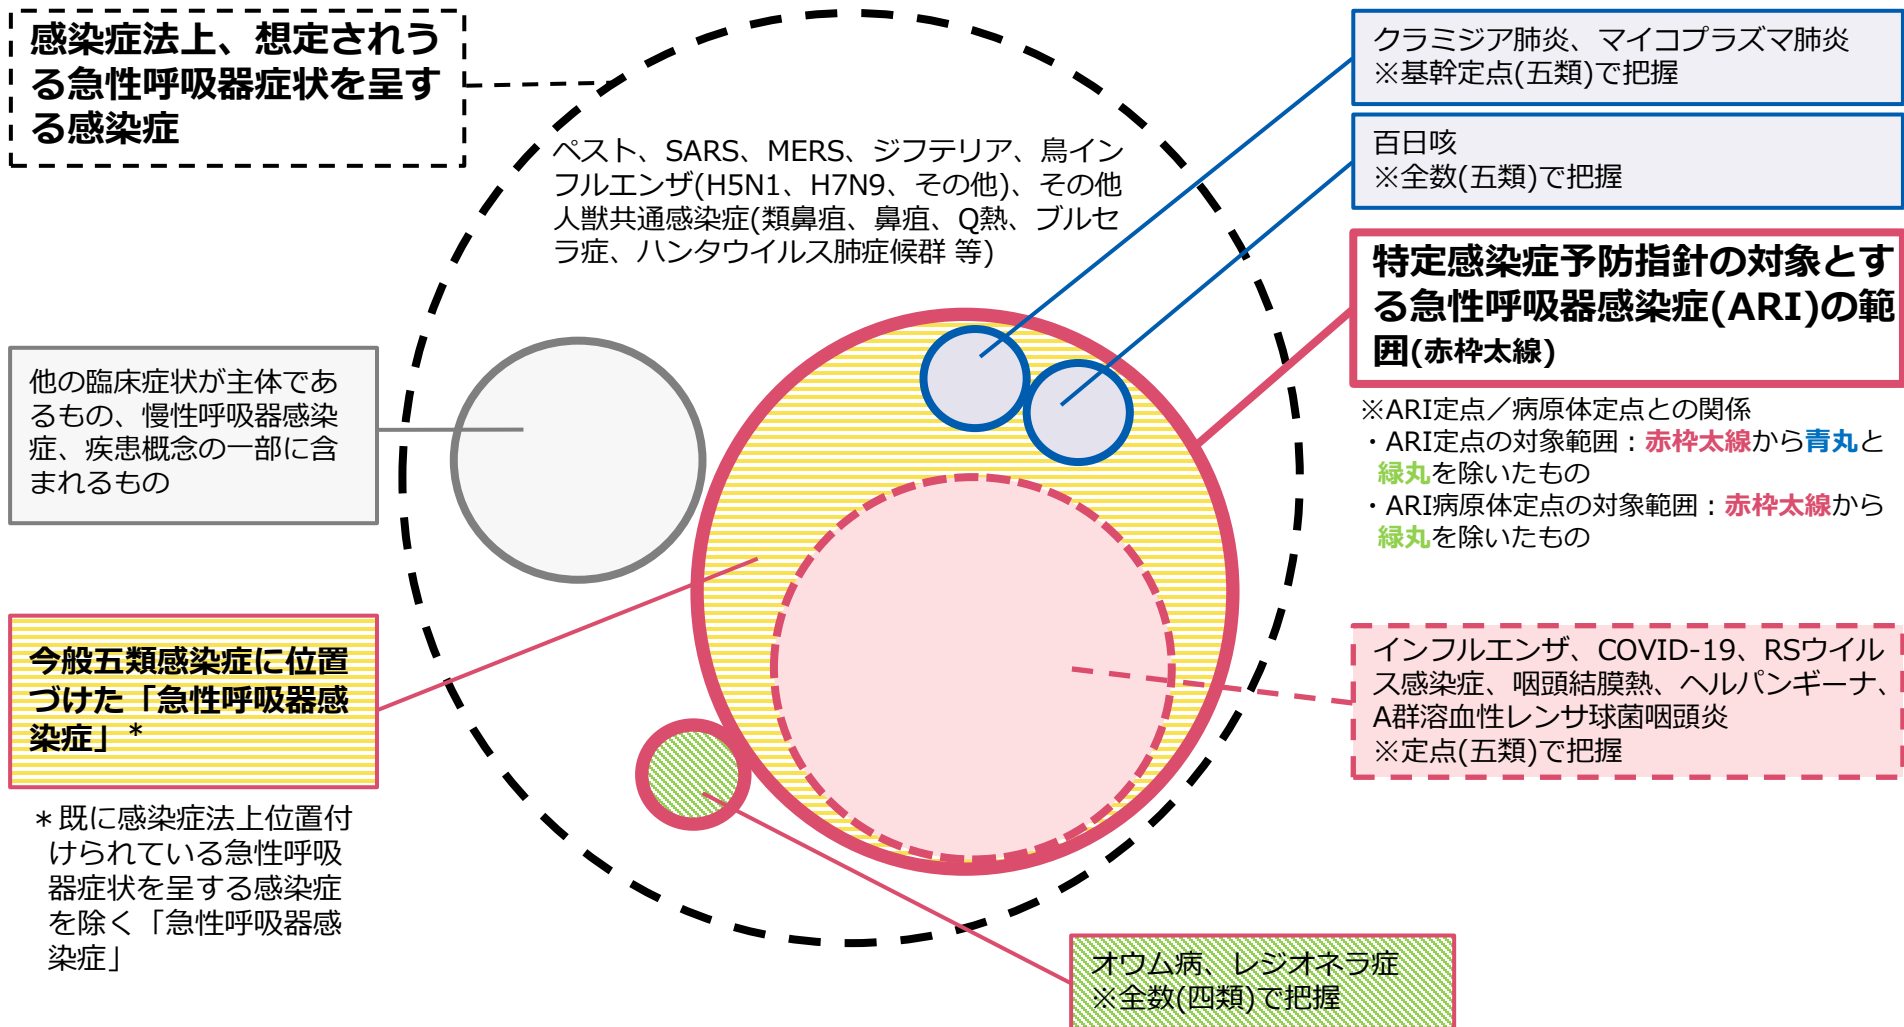 感染症法上、想定されう
る急性呼吸器症状を呈す
る感染症
ペスト、SARS、MERS、ジフテリア、鳥イン
フルエンザ(H5N1、H7N9、その他)、その他
人獣共通感染症(類鼻疽、鼻疽、Q熱、ブルセ
ラ症、ハンタウイルス肺症候群 等)
クラミジア肺炎、マイコプラズマ肺炎
※基幹定点(五類)で把握
百日咳
※全数(五類)で把握
特定感染症予防指針の対象とす
る急性呼吸器感染症(ARI)の範
囲(赤枠太線)
※ARI定点／病原体定点との関係
・ARI定点の対象範囲：赤枠太線から青丸と
緑丸を除いたもの
・ARI病原体定点の対象範囲：赤枠太線から
緑丸を除いたもの
他の臨床症状が主体であ
るもの、慢性呼吸器感染
症、疾患概念の一部に含
まれるもの
今般五類感染症に位置
づけた「急性呼吸器感
染症」*
＊既に感染症法上位置付
けられている急性呼吸
器症状を呈する感染症
を除く「急性呼吸器感
染症」
インフルエンザ、COVID-19、RSウイル
ス感染症、咽頭結膜熱、ヘルパンギーナ、
A群溶血性レンサ球菌咽頭炎
※定点(五類)で把握
オウム病、レジオネラ症
※全数(四類)で把握